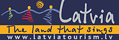 Latvia
The land that sings
www.latviatourism.lv